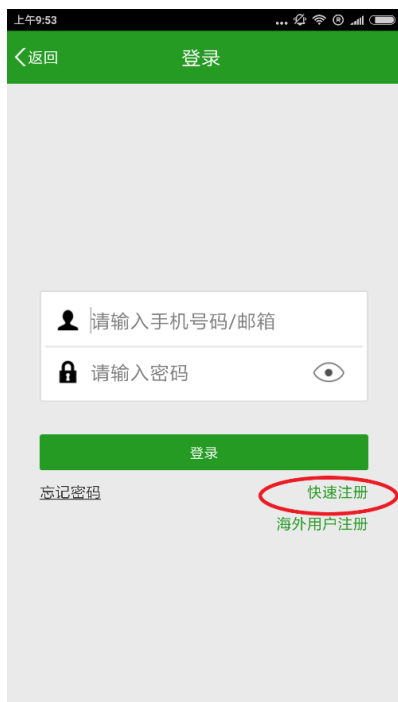 上午9:53
... 
返回 登录
请输入手机号码/邮箱
请输入密码
登录
忘记密码 快速注册
海外用户注册